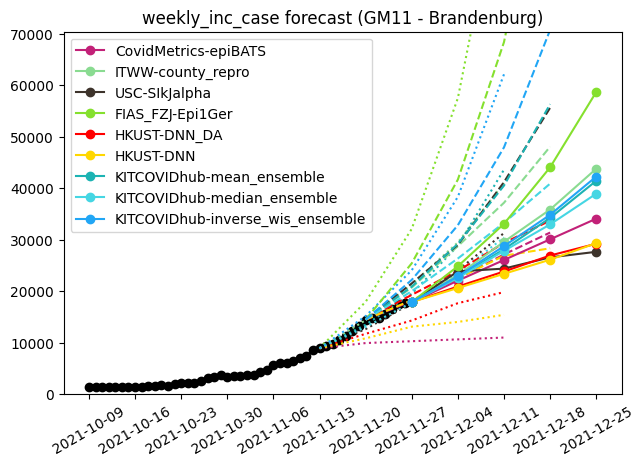 weekly_inc_case forecast (GM11 - Brandenburg)
70000
60000
50000
40000
30000
20000
10000
0
CovidMetrics-epiBATS
ITWW-county_repro
USC-SIkJalpha
FIAS_FZJ-Epi1Ger
HKUST-DNN_DA
HKUST-DNN
KITCOVIDhub-mean_ensemble
KITCOVIDhub-median_ensemble
KITCOVIDhub-inverse_wis_ensemble
2021-10-09
2021-10-16
2021-10-23
2021-10-30
2021-11-06
2021-11-13
2021-11-20
2021-11-27
2021-12-04
2021-12-11
2021-12-18
2021-12-25